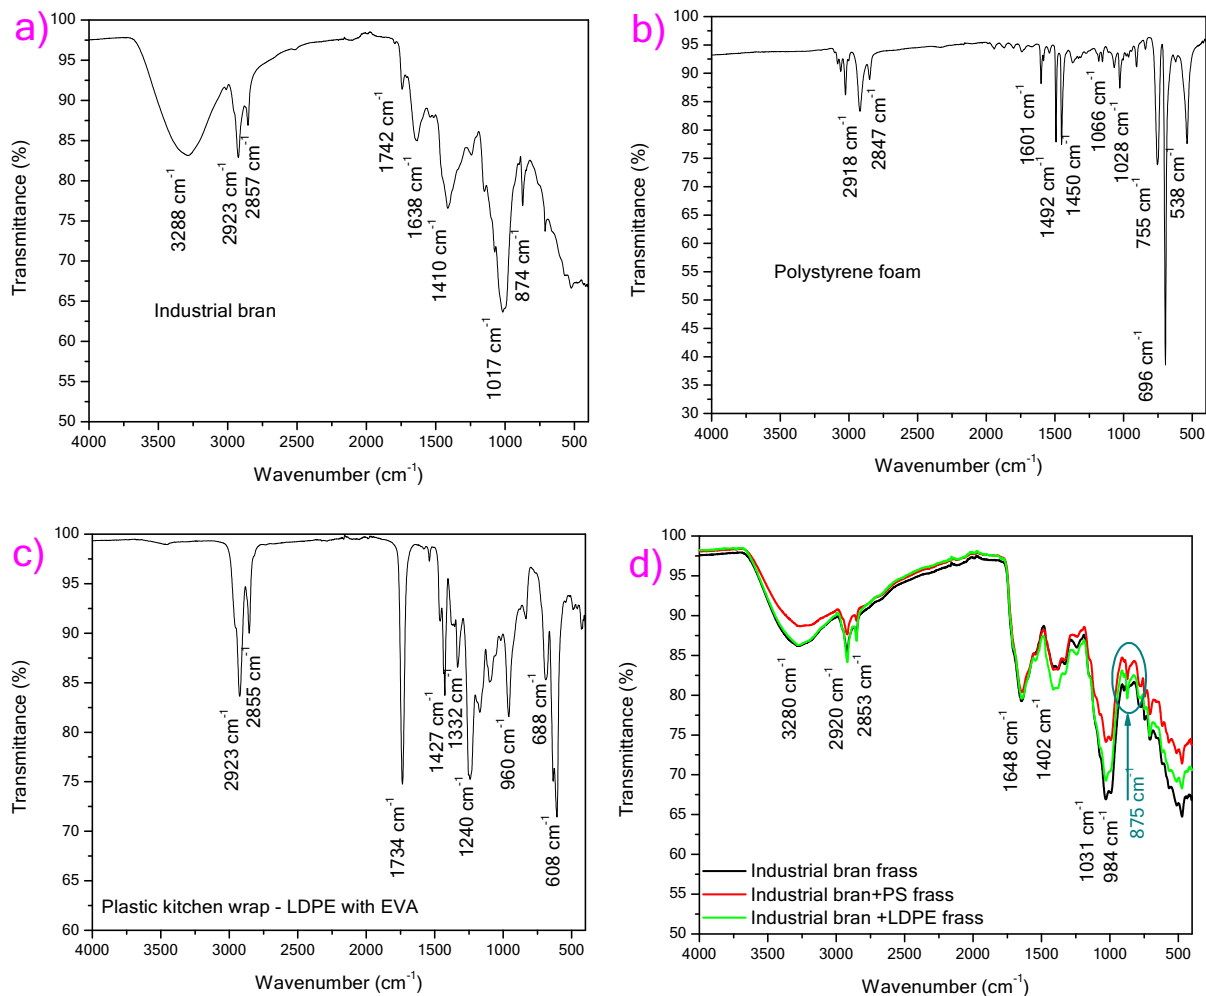 a)
Transmittance (%)
100
95
90
85
80
75
70
65
60
55
50
3288 cm⁻¹
2923 cm⁻¹
2857 cm⁻¹
1742 cm⁻¹
1638 cm⁻¹
1410 cm⁻¹
1017 cm⁻¹
874 cm⁻¹
Industrial bran
4000 3500 3000 2500 2000 1500 1000 500
Wavenumber (cm⁻¹)
b)
Transmittance (%)
100
95
90
85
80
75
70
65
60
55
50
45
40
35
30
2918 cm⁻¹
2847 cm⁻¹
1601 cm⁻¹
1492 cm⁻¹
1450 cm⁻¹
1066 cm⁻¹
1028 cm⁻¹
755 cm⁻¹
696 cm⁻¹
538 cm⁻¹
Polystyrene foam
4000 3500 3000 2500 2000 1500 1000 500
Wavenumber (cm⁻¹)
c)
Transmittance (%)
100
95
90
85
80
75
70
65
60
2923 cm⁻¹
2855 cm⁻¹
1734 cm⁻¹
1427 cm⁻¹
1332 cm⁻¹
1240 cm⁻¹
960 cm⁻¹
688 cm⁻¹
608 cm⁻¹
Plastic kitchen wrap - LDPE with EVA
4000 3500 3000 2500 2000 1500 1000 500
Wavenumber (cm⁻¹)
d)
Transmittance (%)
100
95
90
85
80
75
70
65
60
55
50
3280 cm⁻¹
2920 cm⁻¹
2853 cm⁻¹
1648 cm⁻¹
1402 cm⁻¹
1031 cm⁻¹
984 cm⁻¹
875 cm⁻¹
Industrial bran frass
Industrial bran+PS frass
Industrial bran +LDPE frass
4000 3500 3000 2500 2000 1500 1000 500
Wavenumber (cm⁻¹)